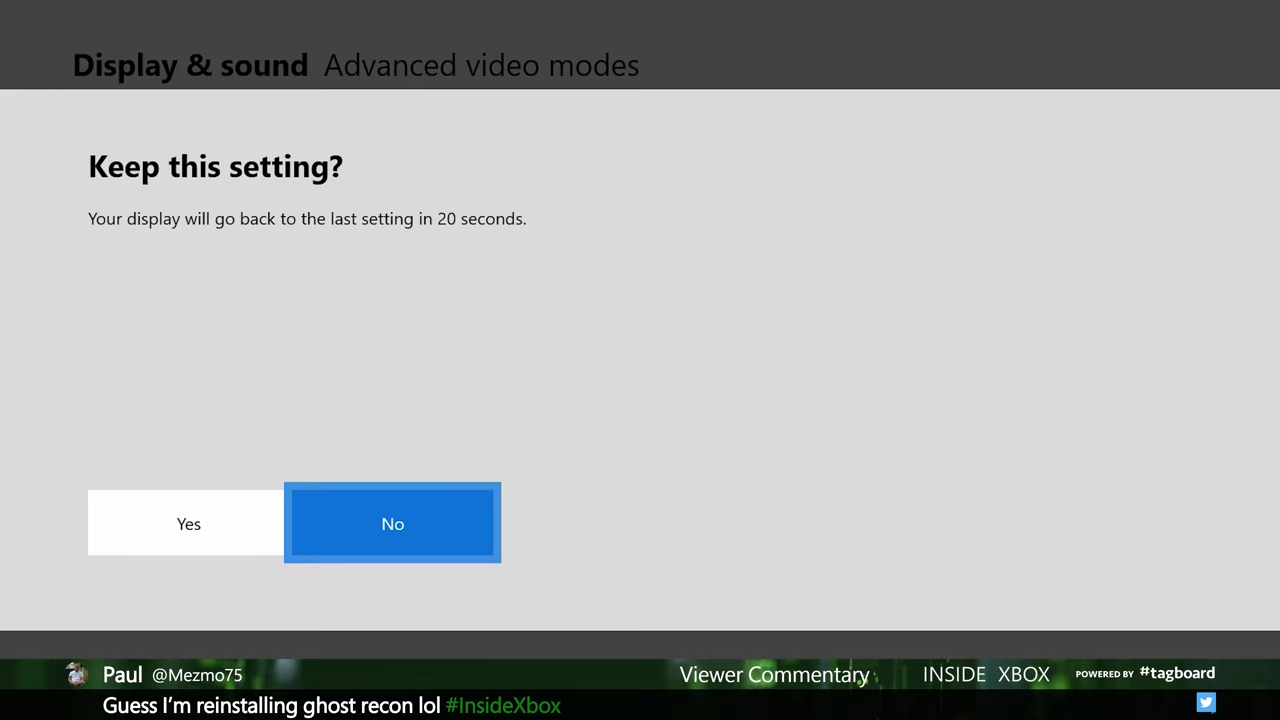 Display & sound Advanced video modes
Keep this setting?
Your display will go back to the last setting in 20 seconds.
Yes
No
Paul @Mezmo75
Viewer Commentary
INSIDE XBOX
POWERED BY #tagboard
Guess I'm reinstalling ghost recon lol #InsideXbox